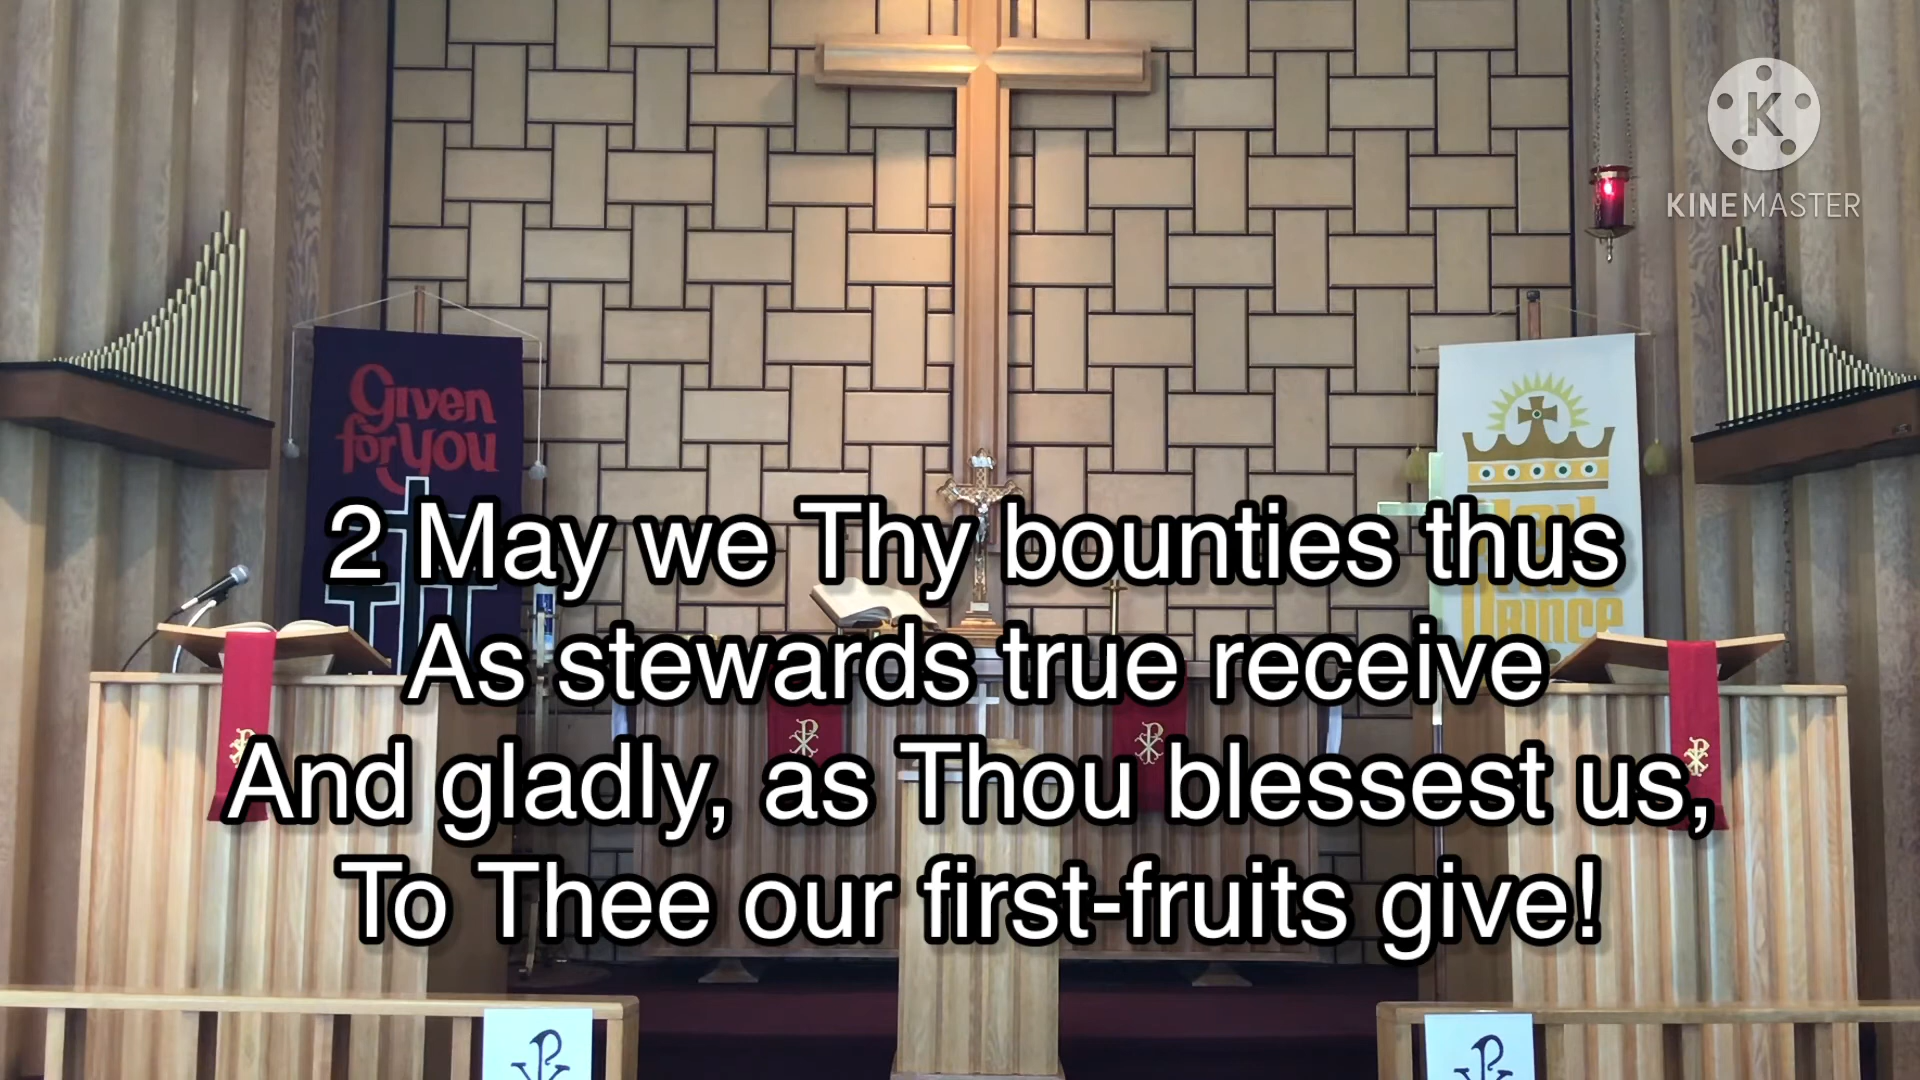 KINEMASTER
Given
for you
Prince
2 May we Thy bounties thus
As stewards true receive
And gladly, as Thou blessest us,
To Thee our first-fruits give!